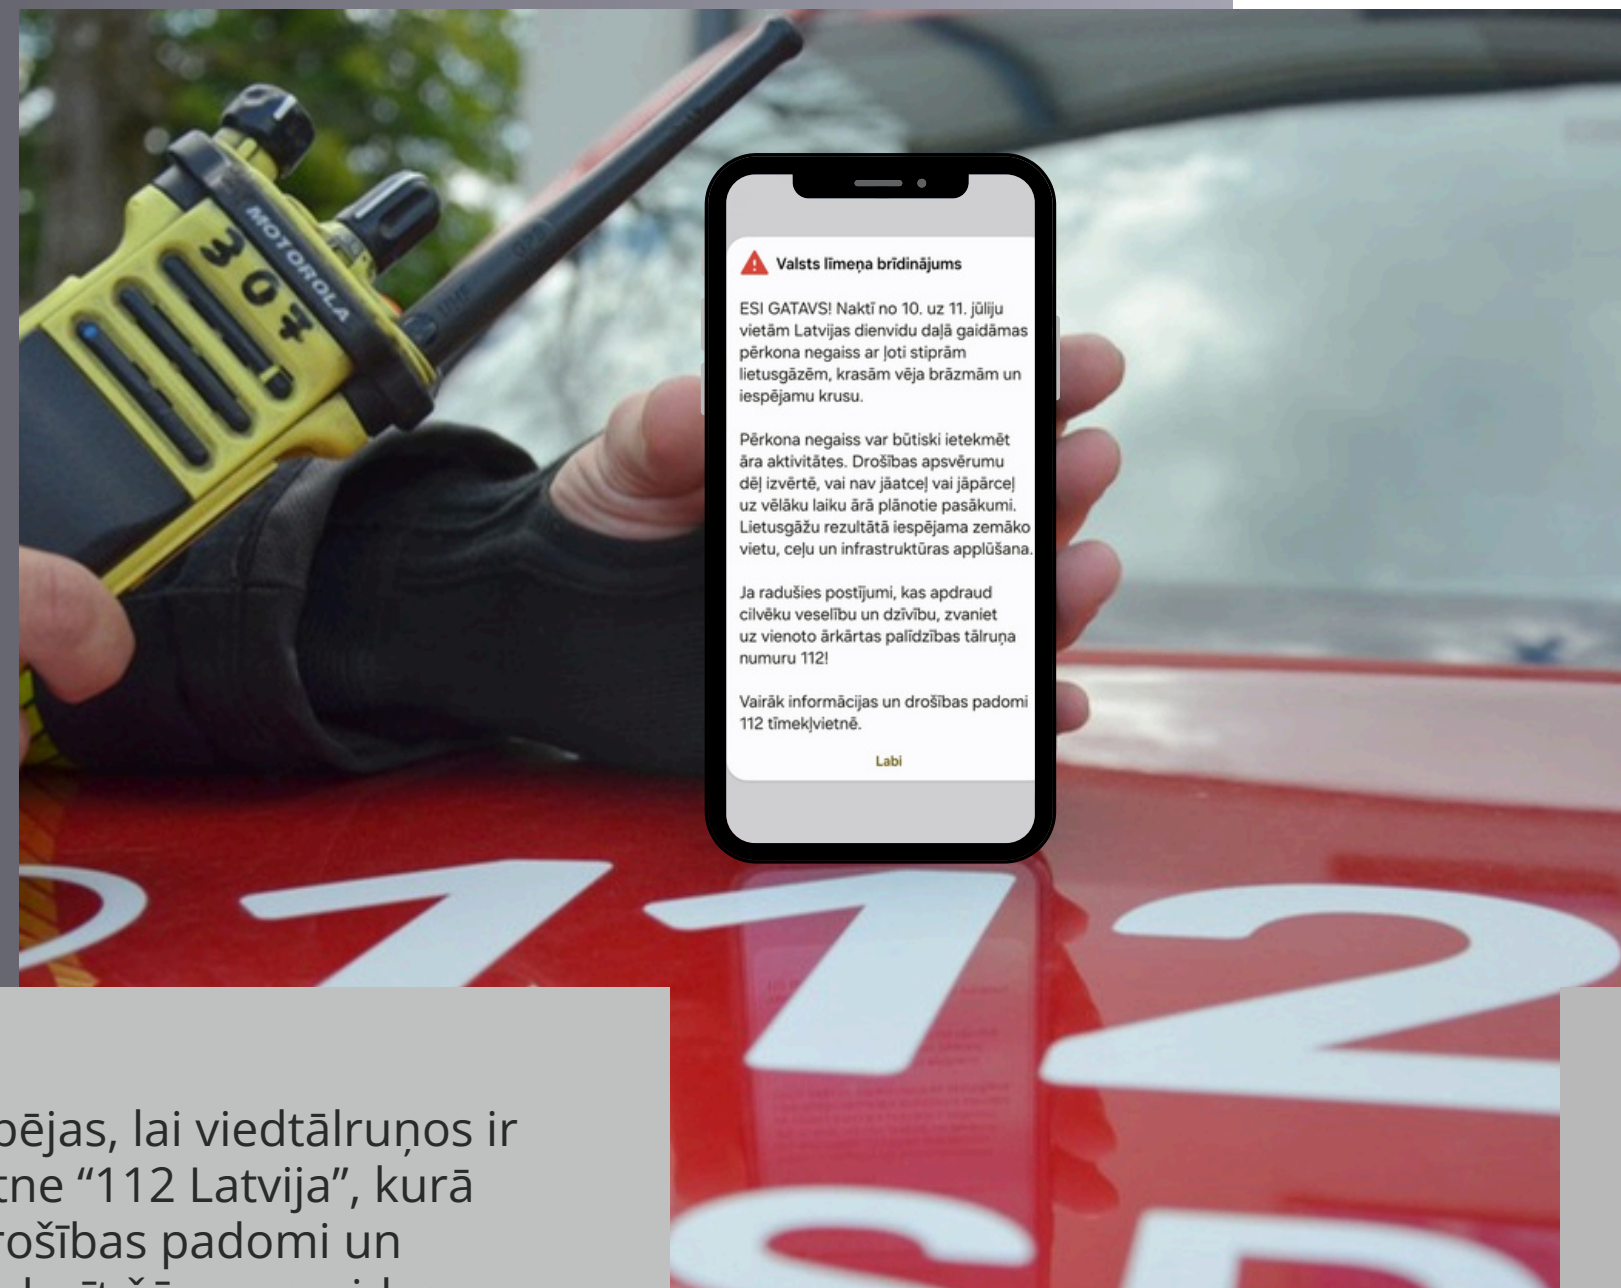 MOTOROLA
307
Valsts līmeņa brīdinājums
ESI GATAVS! Naktī no 10. uz 11. jūliju
vietām Latvijas dienvidu daļā gaidāmas
pērkona negaiss ar ļoti stiprām
lietusgāzēm, krasām vēja brāzmām un
iespējamu krusu.
Pērkona negaiss var būtiski ietekmēt
āra aktivitātes. Drošības apsvērumu
dēļ izvērtē, vai nav jāatceļ vai jāpārceļ
uz vēlāku laiku ārā plānotie pasākumi.
Lietusgāžu rezultātā iespējama zemāko
vietu, ceļu un infrastruktūras applūšana.
Ja radušies postījumi, kas apdraud
cilvēku veselību un dzīvību, zvaniet
uz vienoto ārkārtas palīdzības tālruņa
numuru 112!
Vairāk informācijas un drošības padomi
112 tīmekļvietnē.
Labi
112
pējas, lai viedtālruņos ir
tne “112 Latvija”, kurā
rošības padomi un